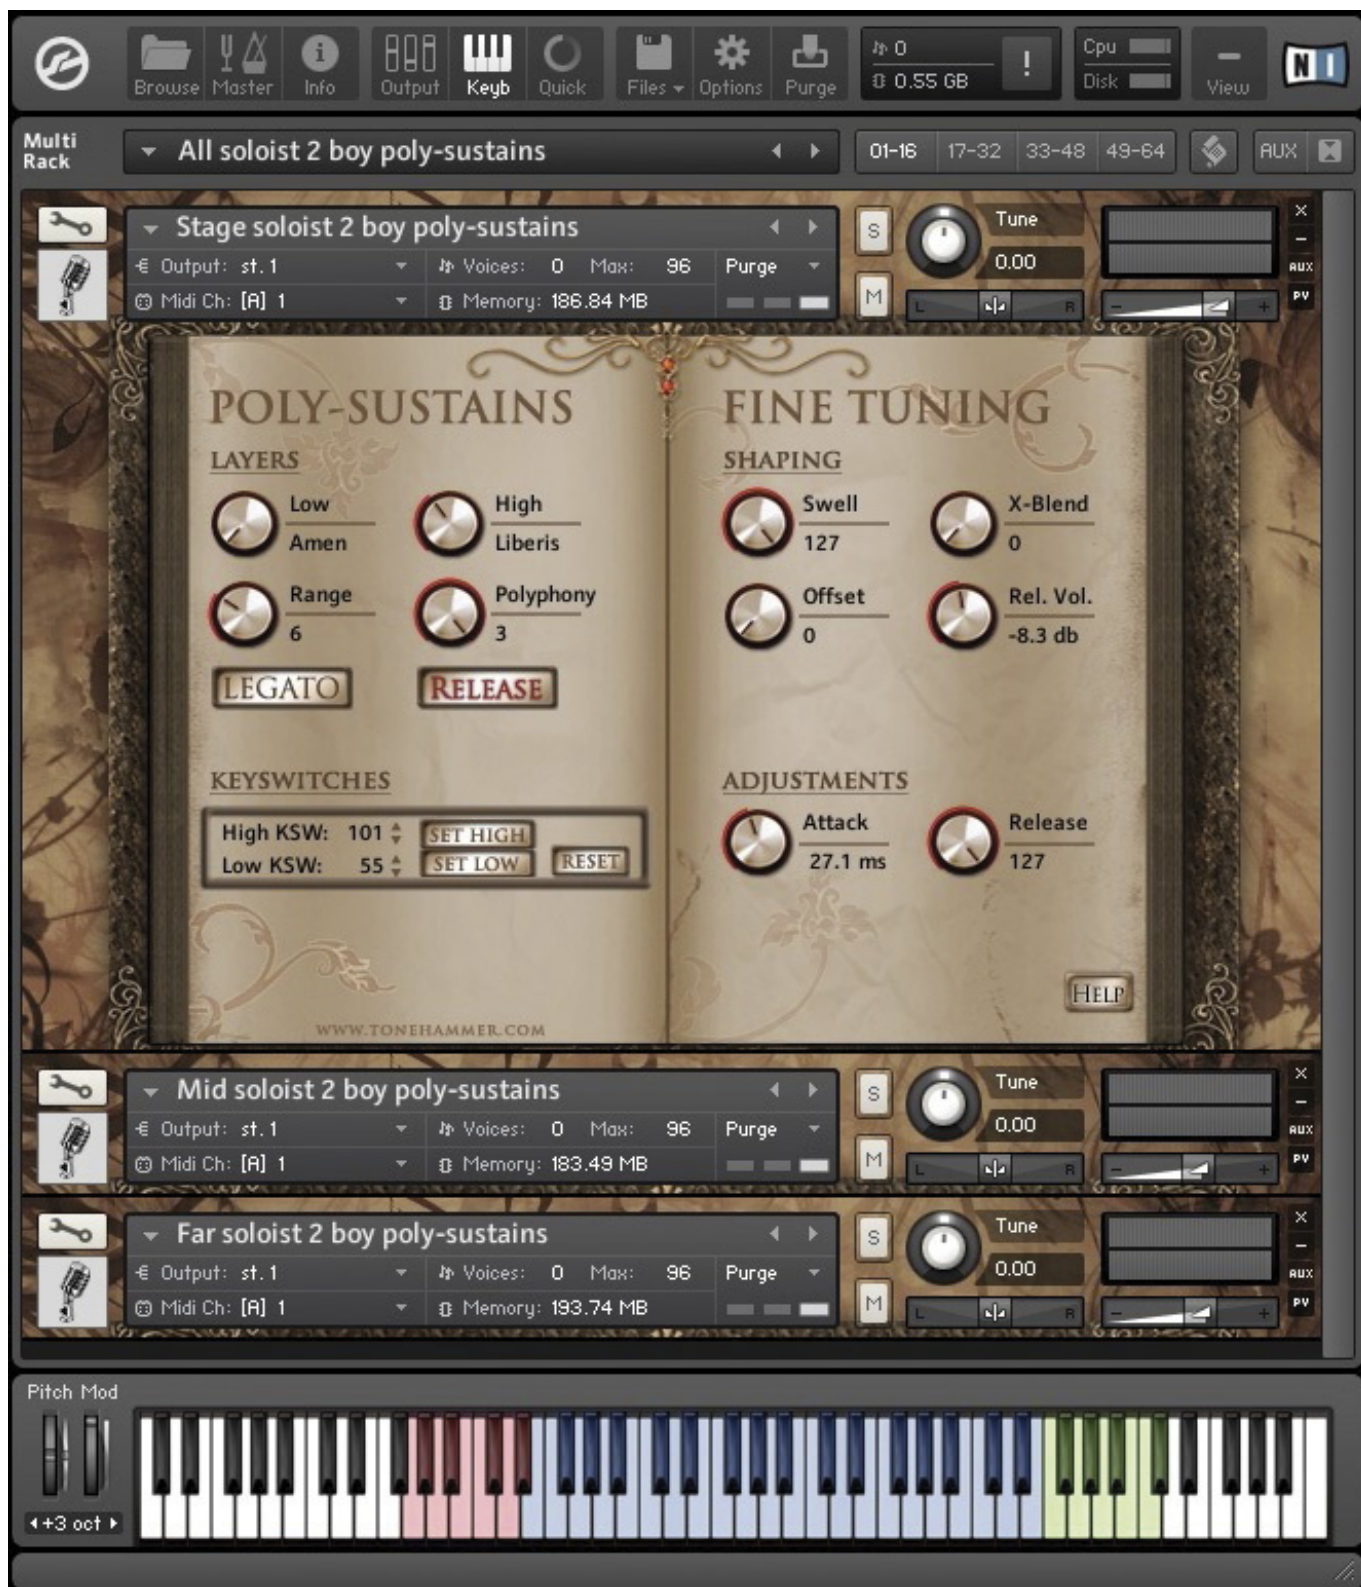 Browse Master Info Output Keyb Quick Files Options Purge
0
0.55 GB
!
Cpu
Disk
View
NI
Multi Rack
All soloist 2 boy poly-sustains
01-16 17-32 33-48 49-64 AUX
Stage soloist 2 boy poly-sustains
S Tune X
Output: st.1 Voices: 0 Max: 96 Purge 0.00 AUX
Midi Ch: [A] 1 Memory: 186.84 MB M L R - + PV
POLY-SUSTAINS
LAYERS
Low
Amen
High
Liberis
Range
6
Polyphony
3
LEGATO RELEASE
KEYSWITCHES
High KSW: 101 SET HIGH
Low KSW: 55 SET LOW RESET
WWW.TONEHAMMER.COM
FINE TUNING
SHAPING
Swell
127
X-Blend
0
Offset
0
Rel. Vol.
-8.3 db
ADJUSTMENTS
Attack
27.1 ms
Release
127
HELP
Mid soloist 2 boy poly-sustains
S Tune X
Output: st.1 Voices: 0 Max: 96 Purge 0.00 AUX
Midi Ch: [A] 1 Memory: 183.49 MB M L R - + PV
Far soloist 2 boy poly-sustains
S Tune X
Output: st.1 Voices: 0 Max: 96 Purge 0.00 AUX
Midi Ch: [A] 1 Memory: 193.74 MB M L R - + PV
Pitch Mod
+3 oct